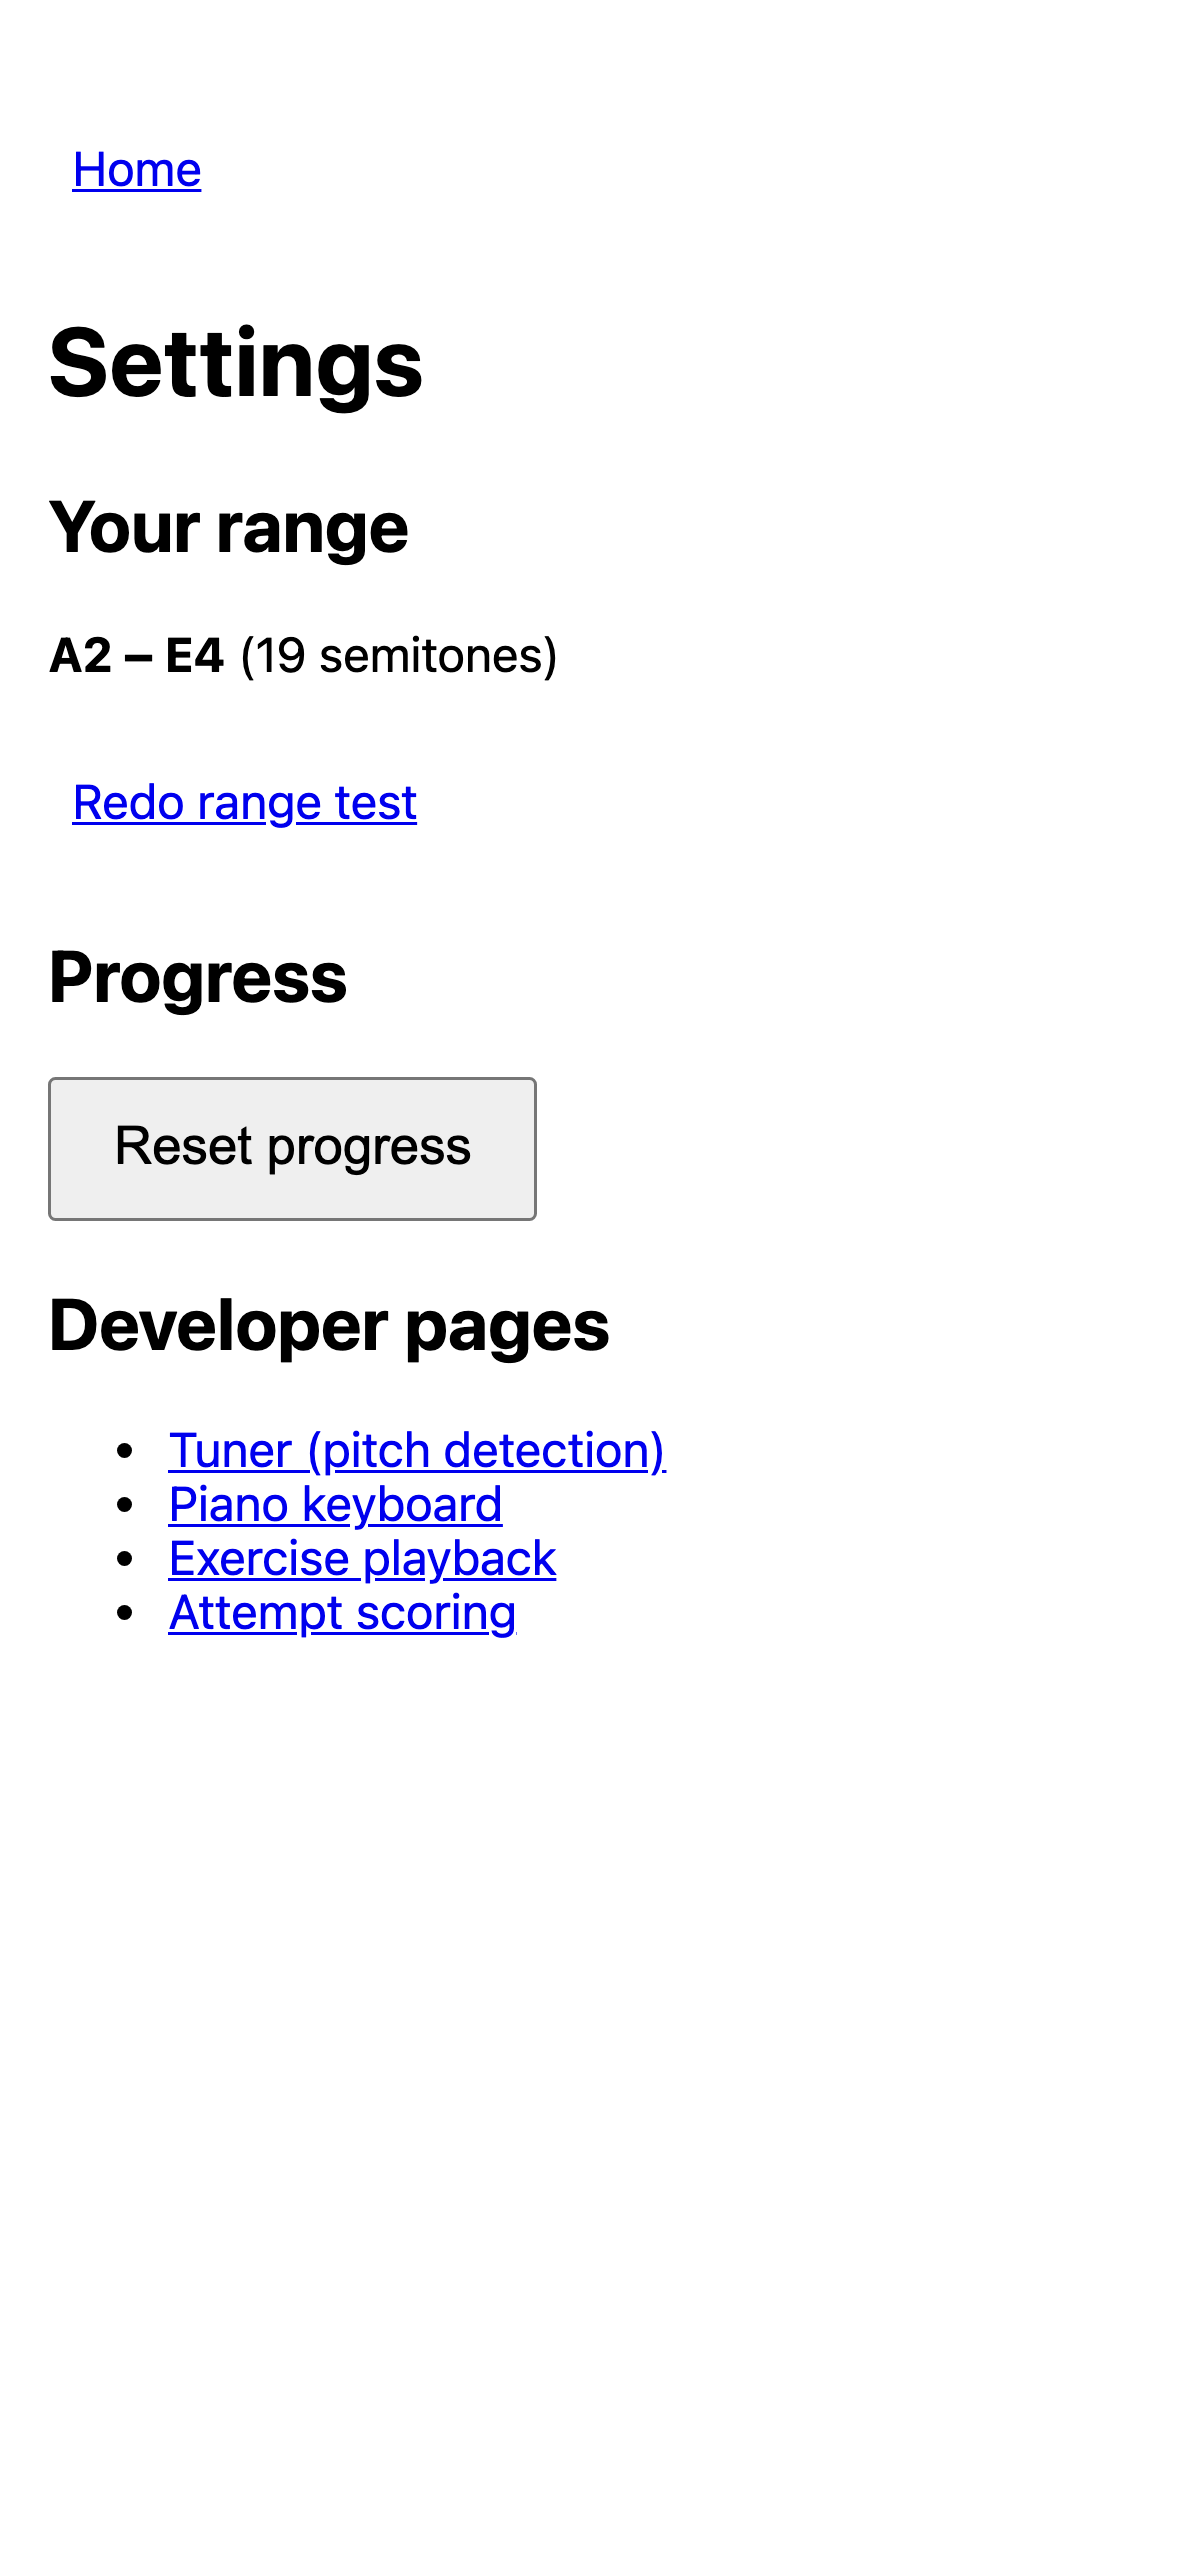 Home
Settings
Your range
A2 – E4 (19 semitones)
Redo range test
Progress
Reset progress
Developer pages
• Tuner (pitch detection)
• Piano keyboard
• Exercise playback
• Attempt scoring